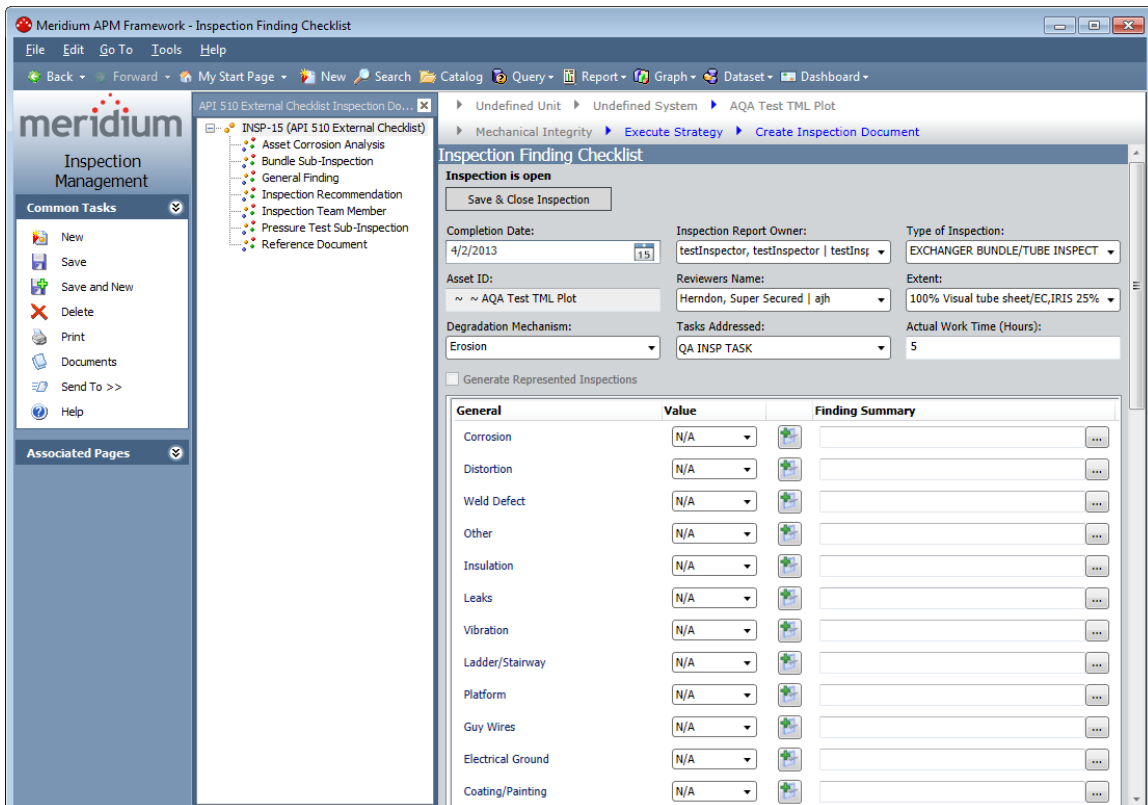 Meridium APM Framework - Inspection Finding Checklist
File Edit Go To Tools Help
Back Forward My Start Page New Search Catalog Query Report Graph Dataset Dashboard
meridium
Inspection
Management
Common Tasks
New
Save
Save and New
Delete
Print
Documents
Send To >>
Help
Associated Pages
API 510 External Checklist Inspection Do...
INSP-15 (API 510 External Checklist)
Asset Corrosion Analysis
Bundle Sub-Inspection
General Finding
Inspection Recommendation
Inspection Team Member
Pressure Test Sub-Inspection
Reference Document
Undefined Unit Undefined System AQA Test TML Plot
Mechanical Integrity Execute Strategy Create Inspection Document
Inspection Finding Checklist
Inspection is open
Save & Close Inspection
Completion Date: Inspection Report Owner: Type of Inspection:
4/2/2013 15 testInspector, testInspector | testInsp EXCHANGER BUNDLE/TUBE INSPECT
Asset ID: Reviewers Name: Extent:
~ ~ AQA Test TML Plot Herndon, Super Secured | ajh 100% Visual tube sheet/EC,IRIS 25%
Degradation Mechanism: Tasks Addressed: Actual Work Time (Hours):
Erosion QA INSP TASK 5
Generate Represented Inspections
General Value Finding Summary
Corrosion N/A ...
Distortion N/A ...
Weld Defect N/A ...
Other N/A ...
Insulation N/A ...
Leaks N/A ...
Vibration N/A ...
Ladder/Stairway N/A ...
Platform N/A ...
Guy Wires N/A ...
Electrical Ground N/A ...
Coating/Painting N/A ...